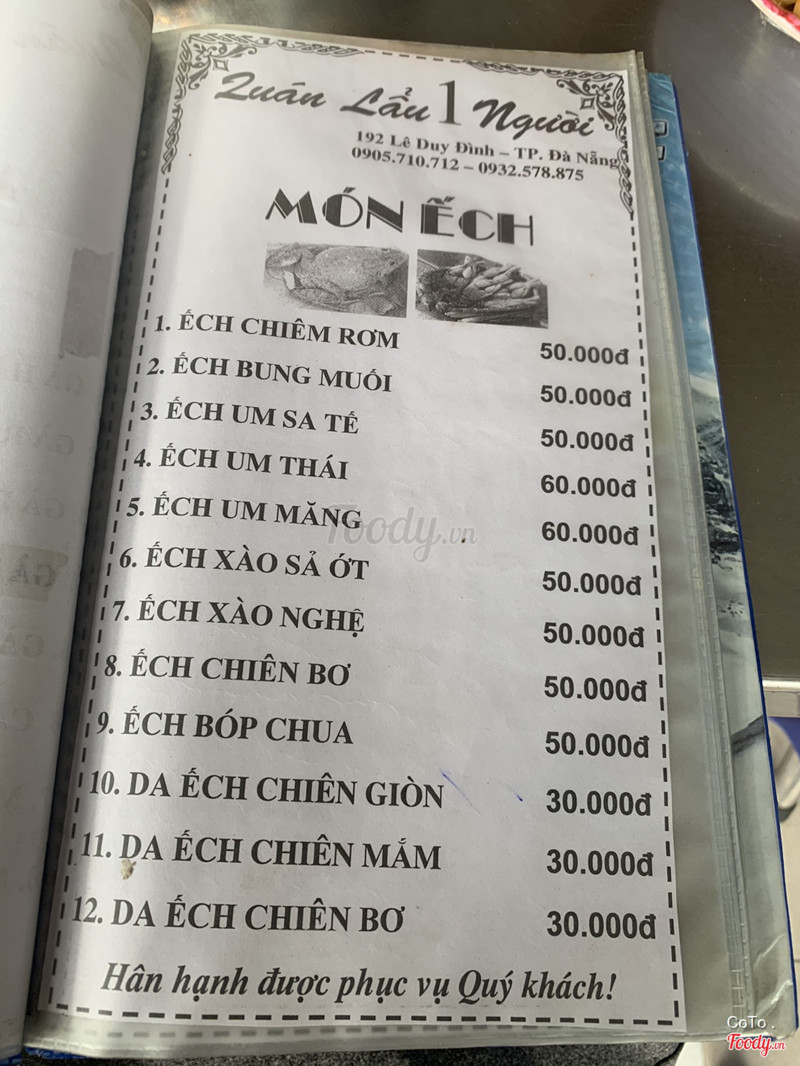 Quán Lẩu 1 Người
192 Lê Duy Đình – TP. Đà Nẵng
0905.710.712 – 0932.578.875
MÓN ẾCH
1. ẾCH CHIÊM RƠM 50.000đ
2. ẾCH BUNG MUỐI 50.000đ
3. ẾCH UM SA TẾ 50.000đ
4. ẾCH UM THÁI 60.000đ
5. ẾCH UM MĂNG 60.000đ
6. ẾCH XÀO SẢ ỚT 50.000đ
7. ẾCH XÀO NGHỆ 50.000đ
8. ẾCH CHIÊN BƠ 50.000đ
9. ẾCH BÓP CHUA 50.000đ
10. DA ẾCH CHIÊN GIÒN 30.000đ
11. DA ẾCH CHIÊN MẮM 30.000đ
12. DA ẾCH CHIÊN BƠ 30.000đ
Hân hạnh được phục vụ Quý khách!
Foody.vn
CoTo .
Foody.vn